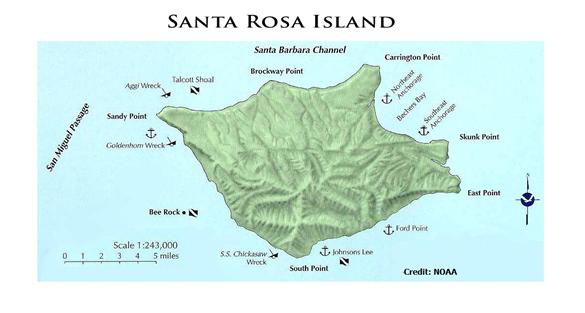 SANTA ROSA ISLAND
Santa Barbara Channel
Carrington Point
Brockway Point
Talcott Shoal
Aggi Wreck
Northeast
Anchorage
Bechers Bay
Southeast
Anchorage
Sandy Point
San Miguel Passage
Goldenhorn Wreck
Skunk Point
East Point
Bee Rock
Ford Point
Scale 1:243,000
0 1 2 3 4 5 miles
S.S. Chickasaw
Wreck
Johnsons Lee
South Point
Credit: NOAA